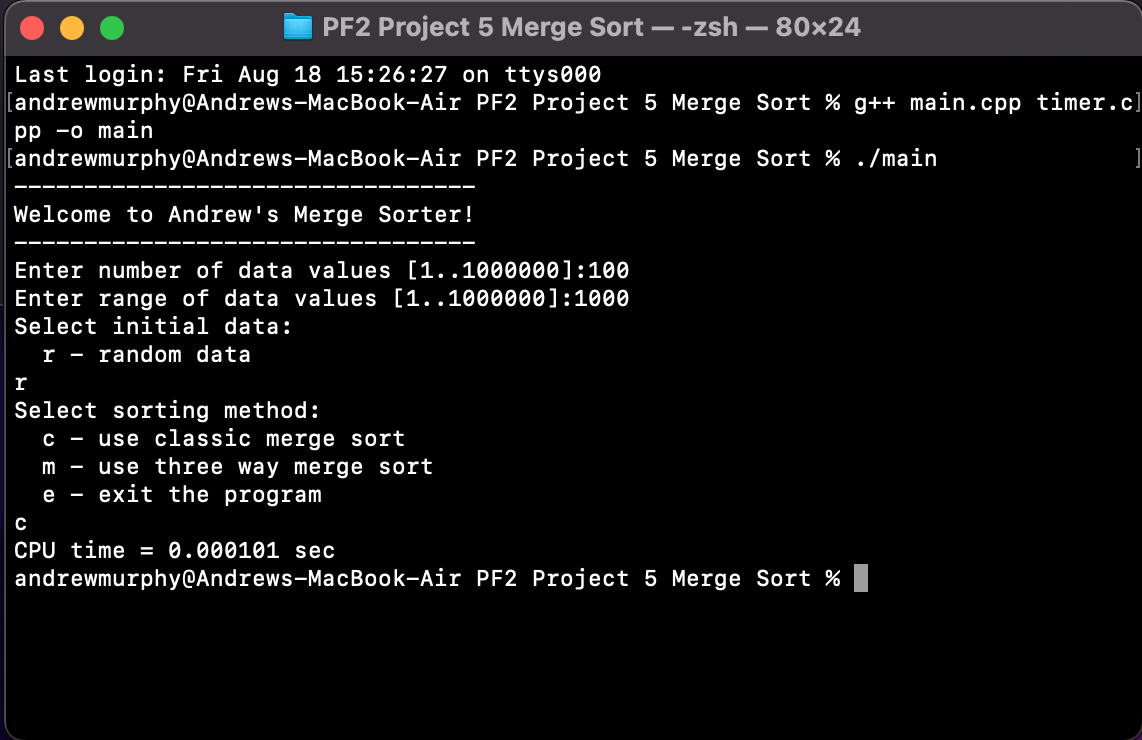 PF2 Project 5 Merge Sort — -zsh — 80×24
Last login: Fri Aug 18 15:26:27 on ttys000
[andrewmurphy@Andrews-MacBook-Air PF2 Project 5 Merge Sort % g++ main.cpp timer.c]
pp -o main
[andrewmurphy@Andrews-MacBook-Air PF2 Project 5 Merge Sort % ./main ]
---------------------------------
Welcome to Andrew's Merge Sorter!
---------------------------------
Enter number of data values [1..1000000]:100
Enter range of data values [1..1000000]:1000
Select initial data:
  r - random data
r
Select sorting method:
  c - use classic merge sort
  m - use three way merge sort
  e - exit the program
c
CPU time = 0.000101 sec
andrewmurphy@Andrews-MacBook-Air PF2 Project 5 Merge Sort %